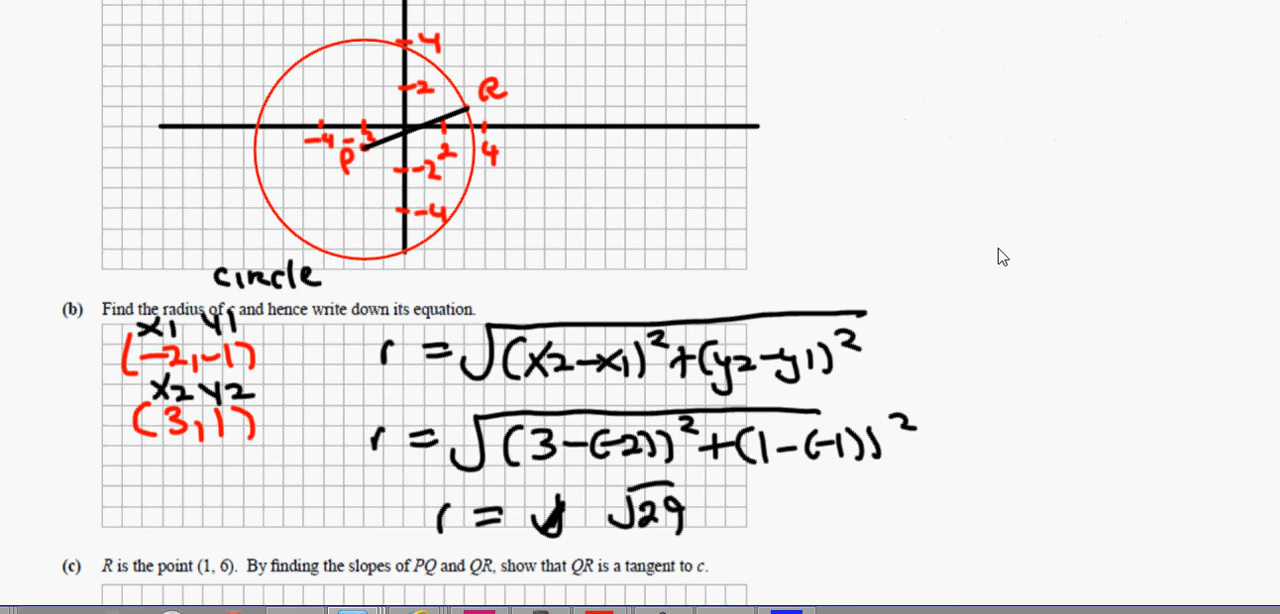 4
2
R
-4
P
2
4
-2
-4
circle
(b) Find the radius of c and hence write down its equation.
x1 y1
(-2,-1)
x2 y2
(3,1)
r = √(x2-x1)²+(y2-y1)²
r = √(3-(-2))²+(1-(-1))²
r = √29
(c) R is the point (1, 6). By finding the slopes of PQ and QR, show that QR is a tangent to c.